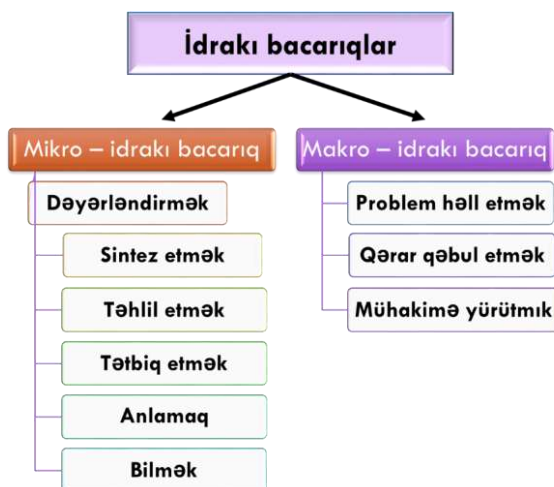 İdrakı bacarıqlar
Mikro – idrakı bacarıq
Dəyərləndirmək
Sintez etmək
Təhlil etmək
Tətbiq etmək
Anlamaq
Bilmək
Makro – idrakı bacarıq
Problem həll etmək
Qərar qəbul etmək
Mühakimə yürütmık